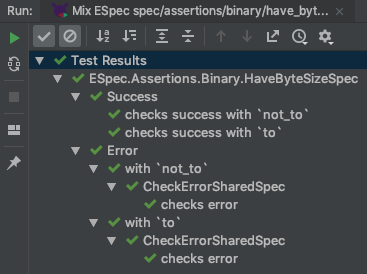 Run: Mix ESpec spec/assertions/binary/have_byt...
Test Results
ESpec.Assertions.Binary.HaveByteSizeSpec
Success
checks success with `not_to`
checks success with `to`
Error
with `not_to`
CheckErrorSharedSpec
checks error
with `to`
CheckErrorSharedSpec
checks error